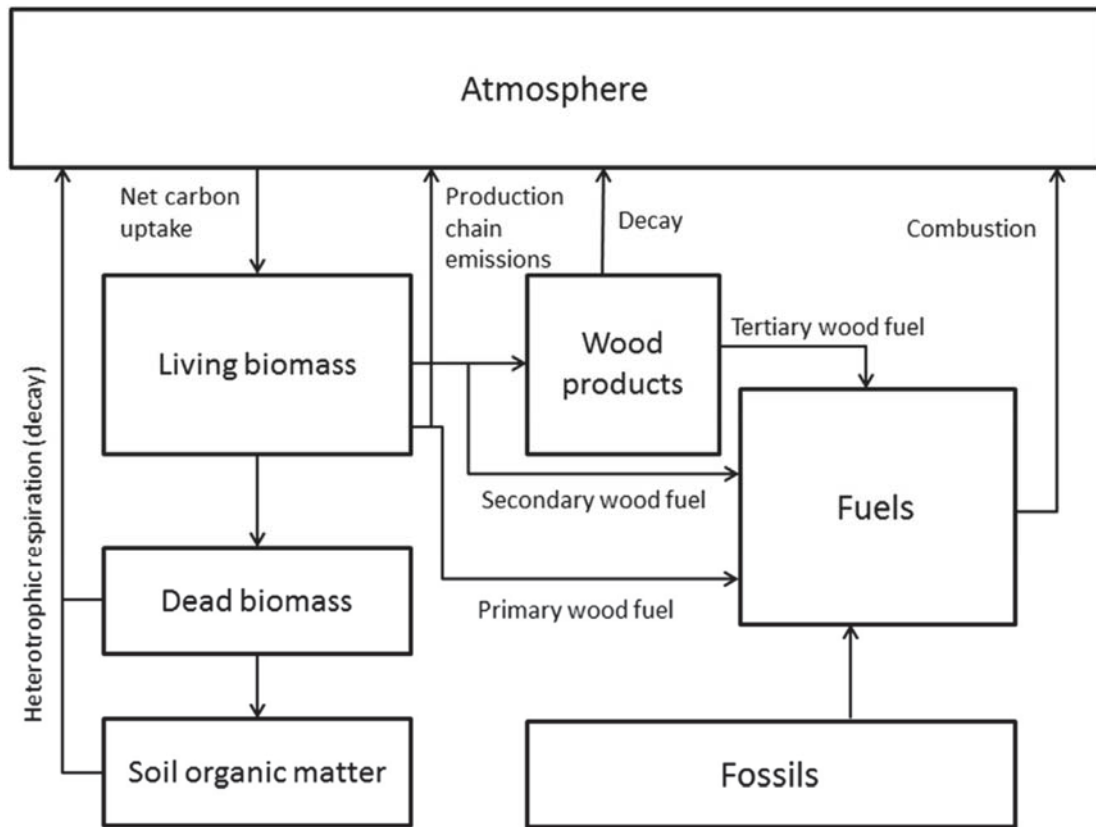 Atmosphere
Net carbon
uptake
Production
chain
emissions
Decay
Combustion
Living biomass
Wood
products
Tertiary wood fuel
Secondary wood fuel
Fuels
Heterotrophic respiration (decay)
Dead biomass
Primary wood fuel
Soil organic matter
Fossils